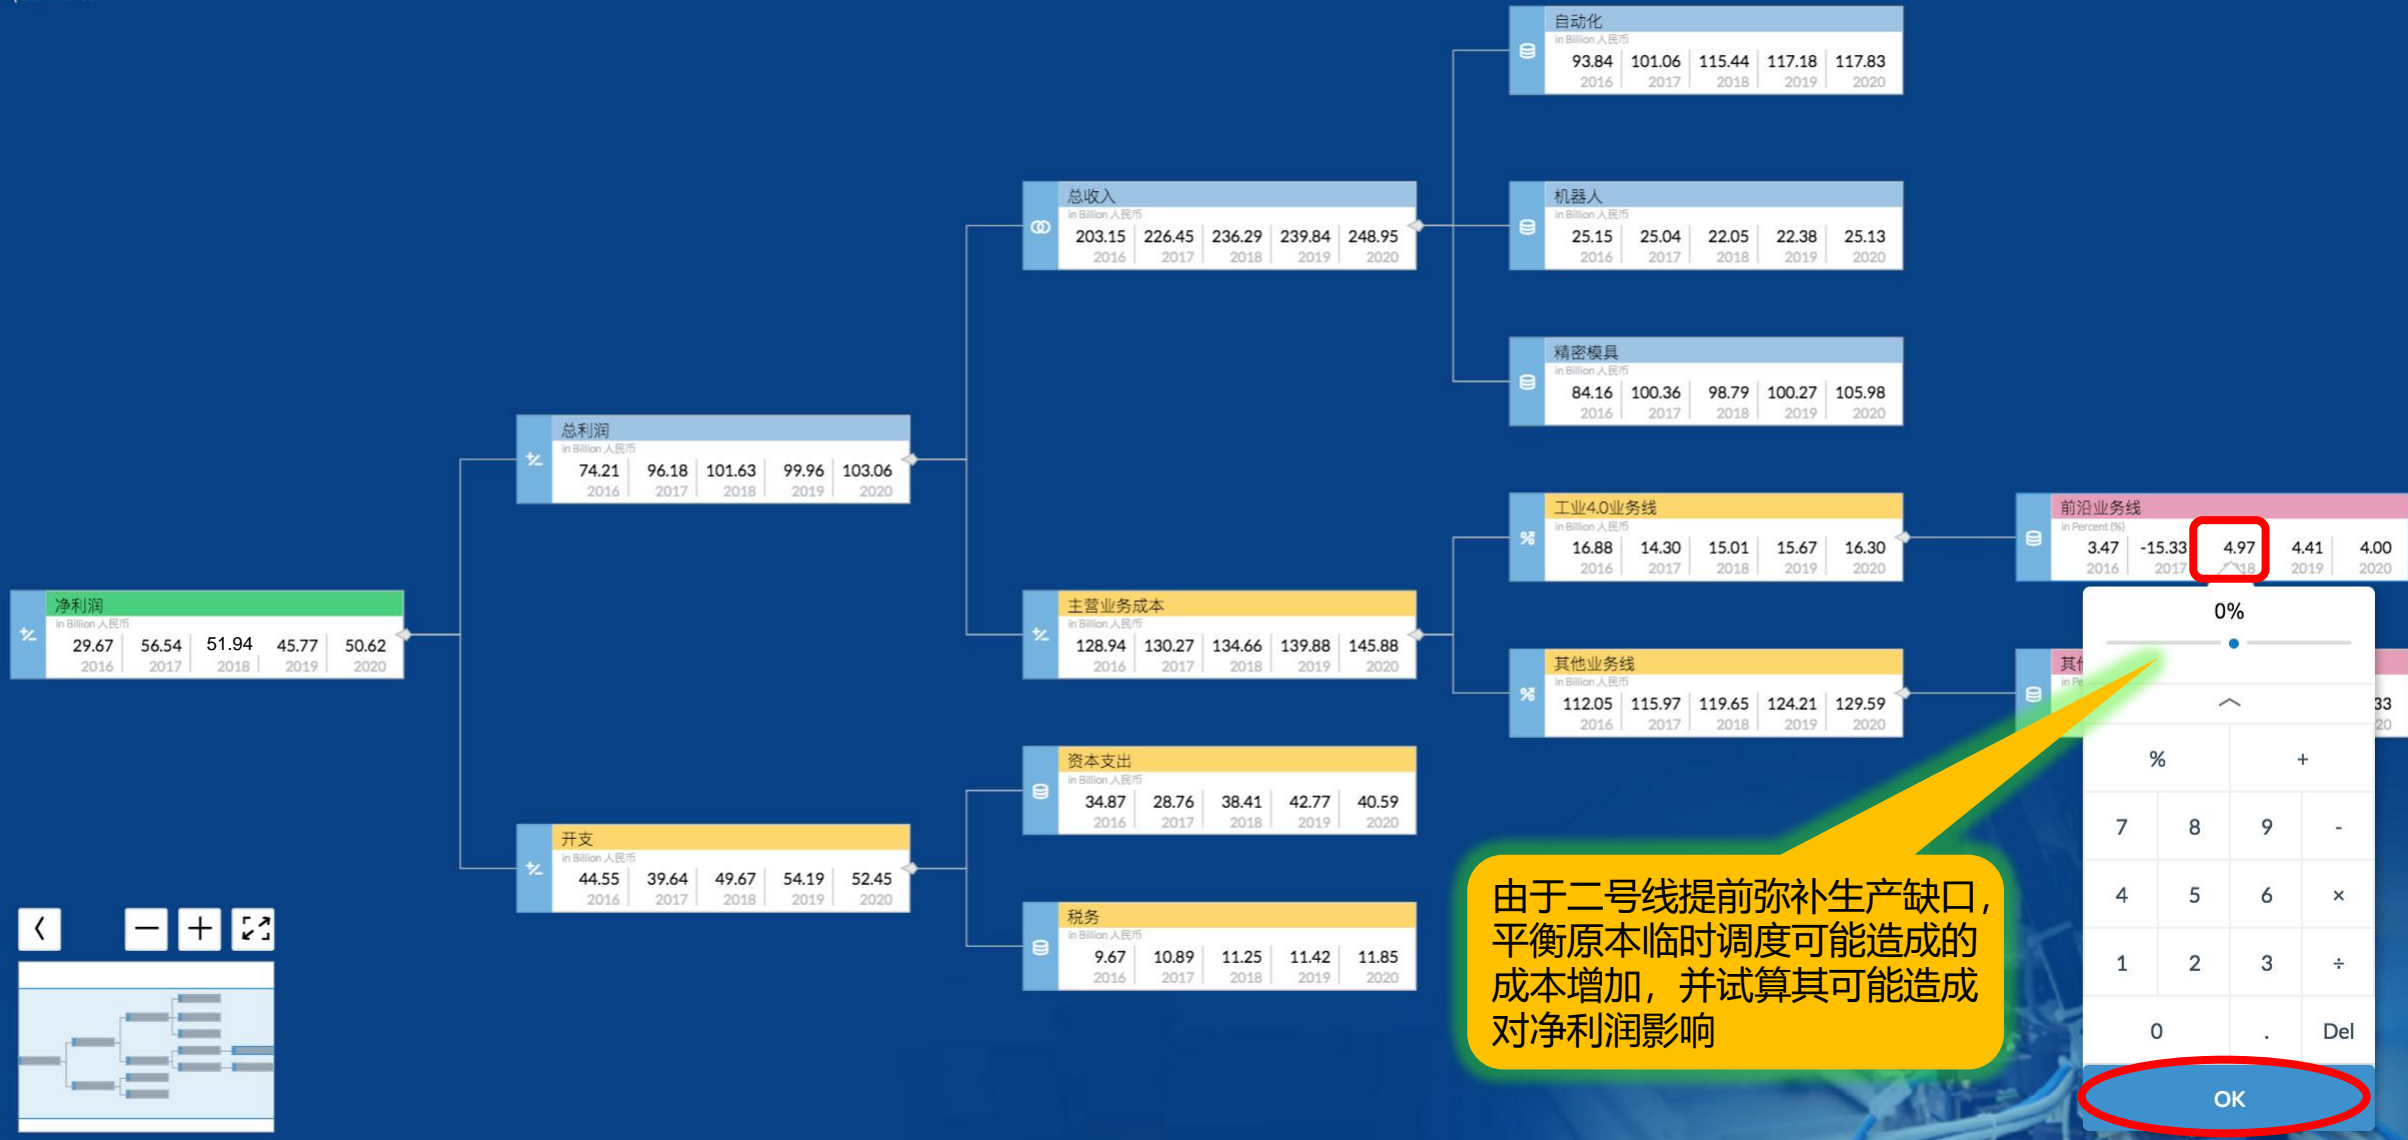 自动化
in Billion 人民币
93.84 101.06 115.44 117.18 117.83
2016 2017 2018 2019 2020
总收入
in Billion 人民币
203.15 226.45 236.29 239.84 248.95
2016 2017 2018 2019 2020
机器人
in Billion 人民币
25.15 25.04 22.05 22.38 25.13
2016 2017 2018 2019 2020
精密模具
in Billion 人民币
84.16 100.36 98.79 100.27 105.98
2016 2017 2018 2019 2020
总利润
in Billion 人民币
74.21 96.18 101.63 99.96 103.06
2016 2017 2018 2019 2020
工业4.0业务线
in Billion 人民币
16.88 14.30 15.01 15.67 16.30
2016 2017 2018 2019 2020
前沿业务线
in Percent (%)
3.47 -15.33 4.97 4.41 4.00
2016 2017 18 2019 2020
净利润
in Billion 人民币
29.67 56.54 51.94 45.77 50.62
2016 2017 2018 2019 2020
主营业务成本
in Billion 人民币
128.94 130.27 134.66 139.88 145.88
2016 2017 2018 2019 2020
其他业务线
in Billion 人民币
112.05 115.97 119.65 124.21 129.59
2016 2017 2018 2019 2020
其
in Pe
33
20
资本支出
in Billion 人民币
34.87 28.76 38.41 42.77 40.59
2016 2017 2018 2019 2020
开支
in Billion 人民币
44.55 39.64 49.67 54.19 52.45
2016 2017 2018 2019 2020
税务
in Billion 人民币
9.67 10.89 11.25 11.42 11.85
2016 2017 2018 2019 2020
由于二号线提前弥补生产缺口，
平衡原本临时调度可能造成的
成本增加，并试算其可能造成
对净利润影响
0%
% +
7 8 9 -
4 5 6 ×
1 2 3 ÷
0 . Del
OK